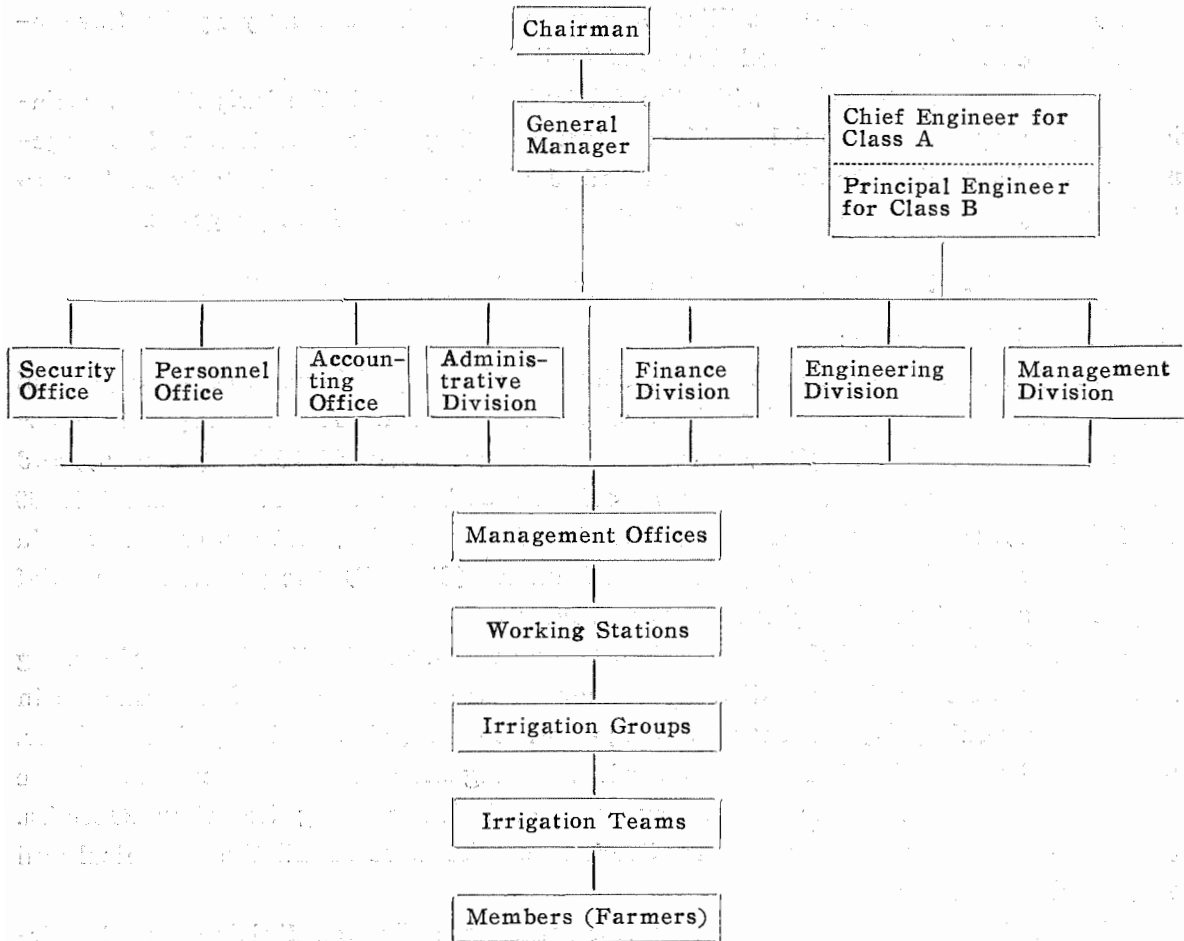 Chairman
General
Manager
Chief Engineer for
Class A
Principal Engineer
for Class B
Security
Office
Personnel
Office
Accoun-
ting
Office
Adminis-
trative
Division
Finance
Division
Engineering
Division
Management
Division
Management Offices
Working Stations
Irrigation Groups
Irrigation Teams
Members (Farmers)